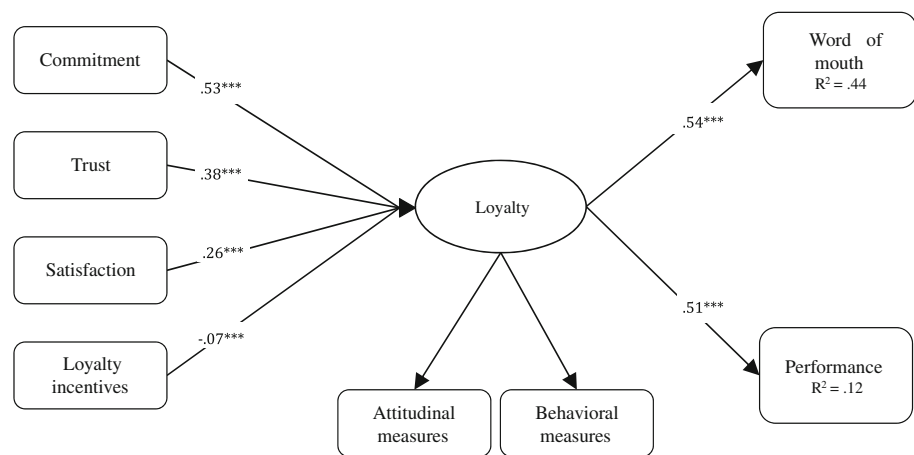 Commitment
.53***
Trust
.38***
Satisfaction
.26***
Loyalty
incentives
-.07***
Loyalty
Attitudinal
measures
Behavioral
measures
.54***
Word of
mouth
R² = .44
.51***
Performance
R² = .12